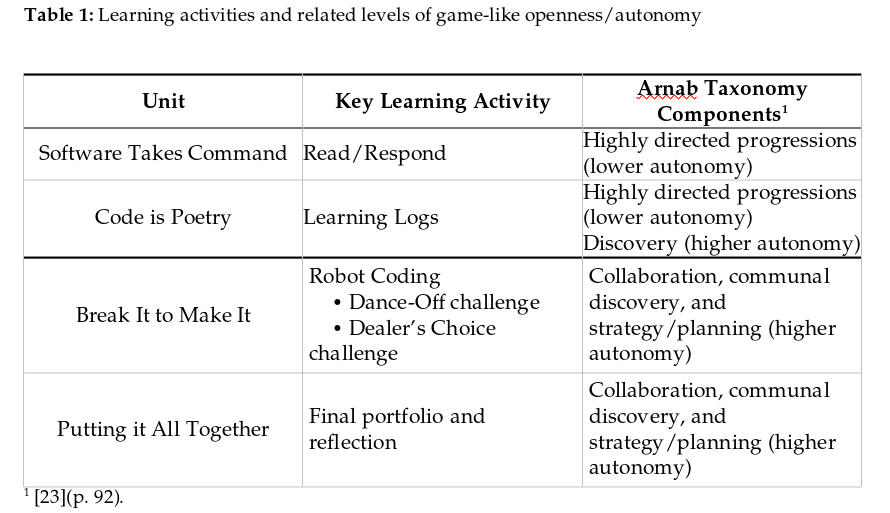 Table 1: Learning activities and related levels of game-like openness/autonomy
Unit
Key Learning Activity
Arnab Taxonomy
Components¹
Software Takes Command
Read/Respond
Highly directed progressions
(lower autonomy)
Code is Poetry
Learning Logs
Highly directed progressions
(lower autonomy)
Discovery (higher autonomy)
Break It to Make It
Robot Coding
• Dance-Off challenge
• Dealer's Choice
challenge
Collaboration, communal
discovery, and
strategy/planning (higher
autonomy)
Putting it All Together
Final portfolio and
reflection
Collaboration, communal
discovery, and
strategy/planning (higher
autonomy)
¹ [23](p. 92).